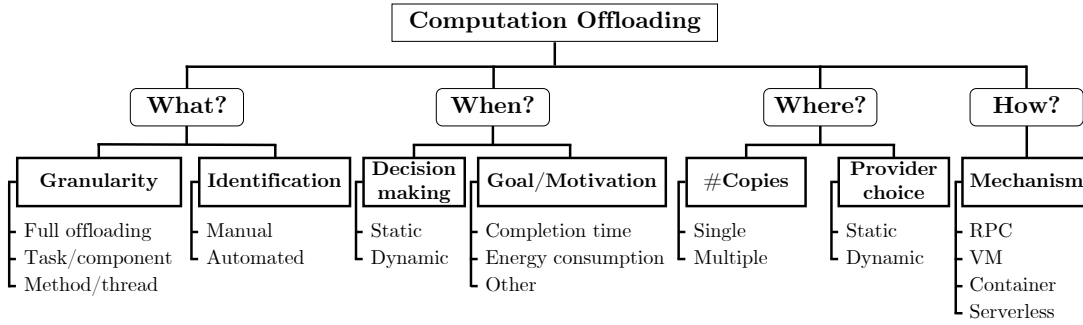 Computation Offloading
What?
When?
Where?
How?
Granularity
Identification
Decision
making
Goal/Motivation
#Copies
Provider
choice
Mechanism
Full offloading
Task/component
Method/thread
Manual
Automated
Static
Dynamic
Completion time
Energy consumption
Other
Single
Multiple
Static
Dynamic
RPC
VM
Container
Serverless